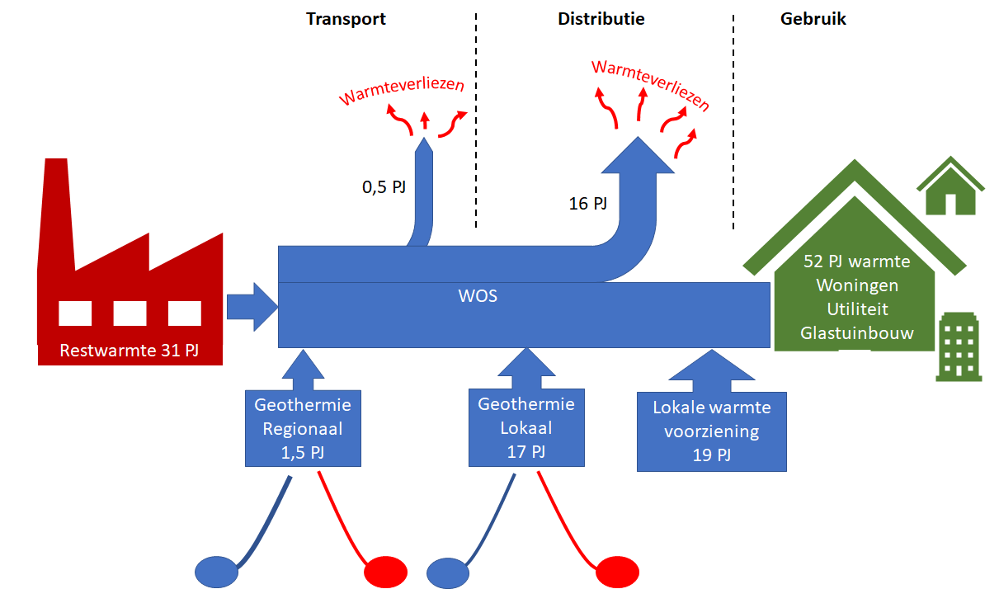 Transport
Distributie
Gebruik
Warmteverliezen
Warmteverliezen
0,5 PJ
16 PJ
52 PJ warmte
Woningen
Utiliteit
Glastuinbouw
WOS
Restwarmte 31 PJ
Geothermie
Regionaal
1,5 PJ
Geothermie
Lokaal
17 PJ
Lokale warmte
voorziening
19 PJ